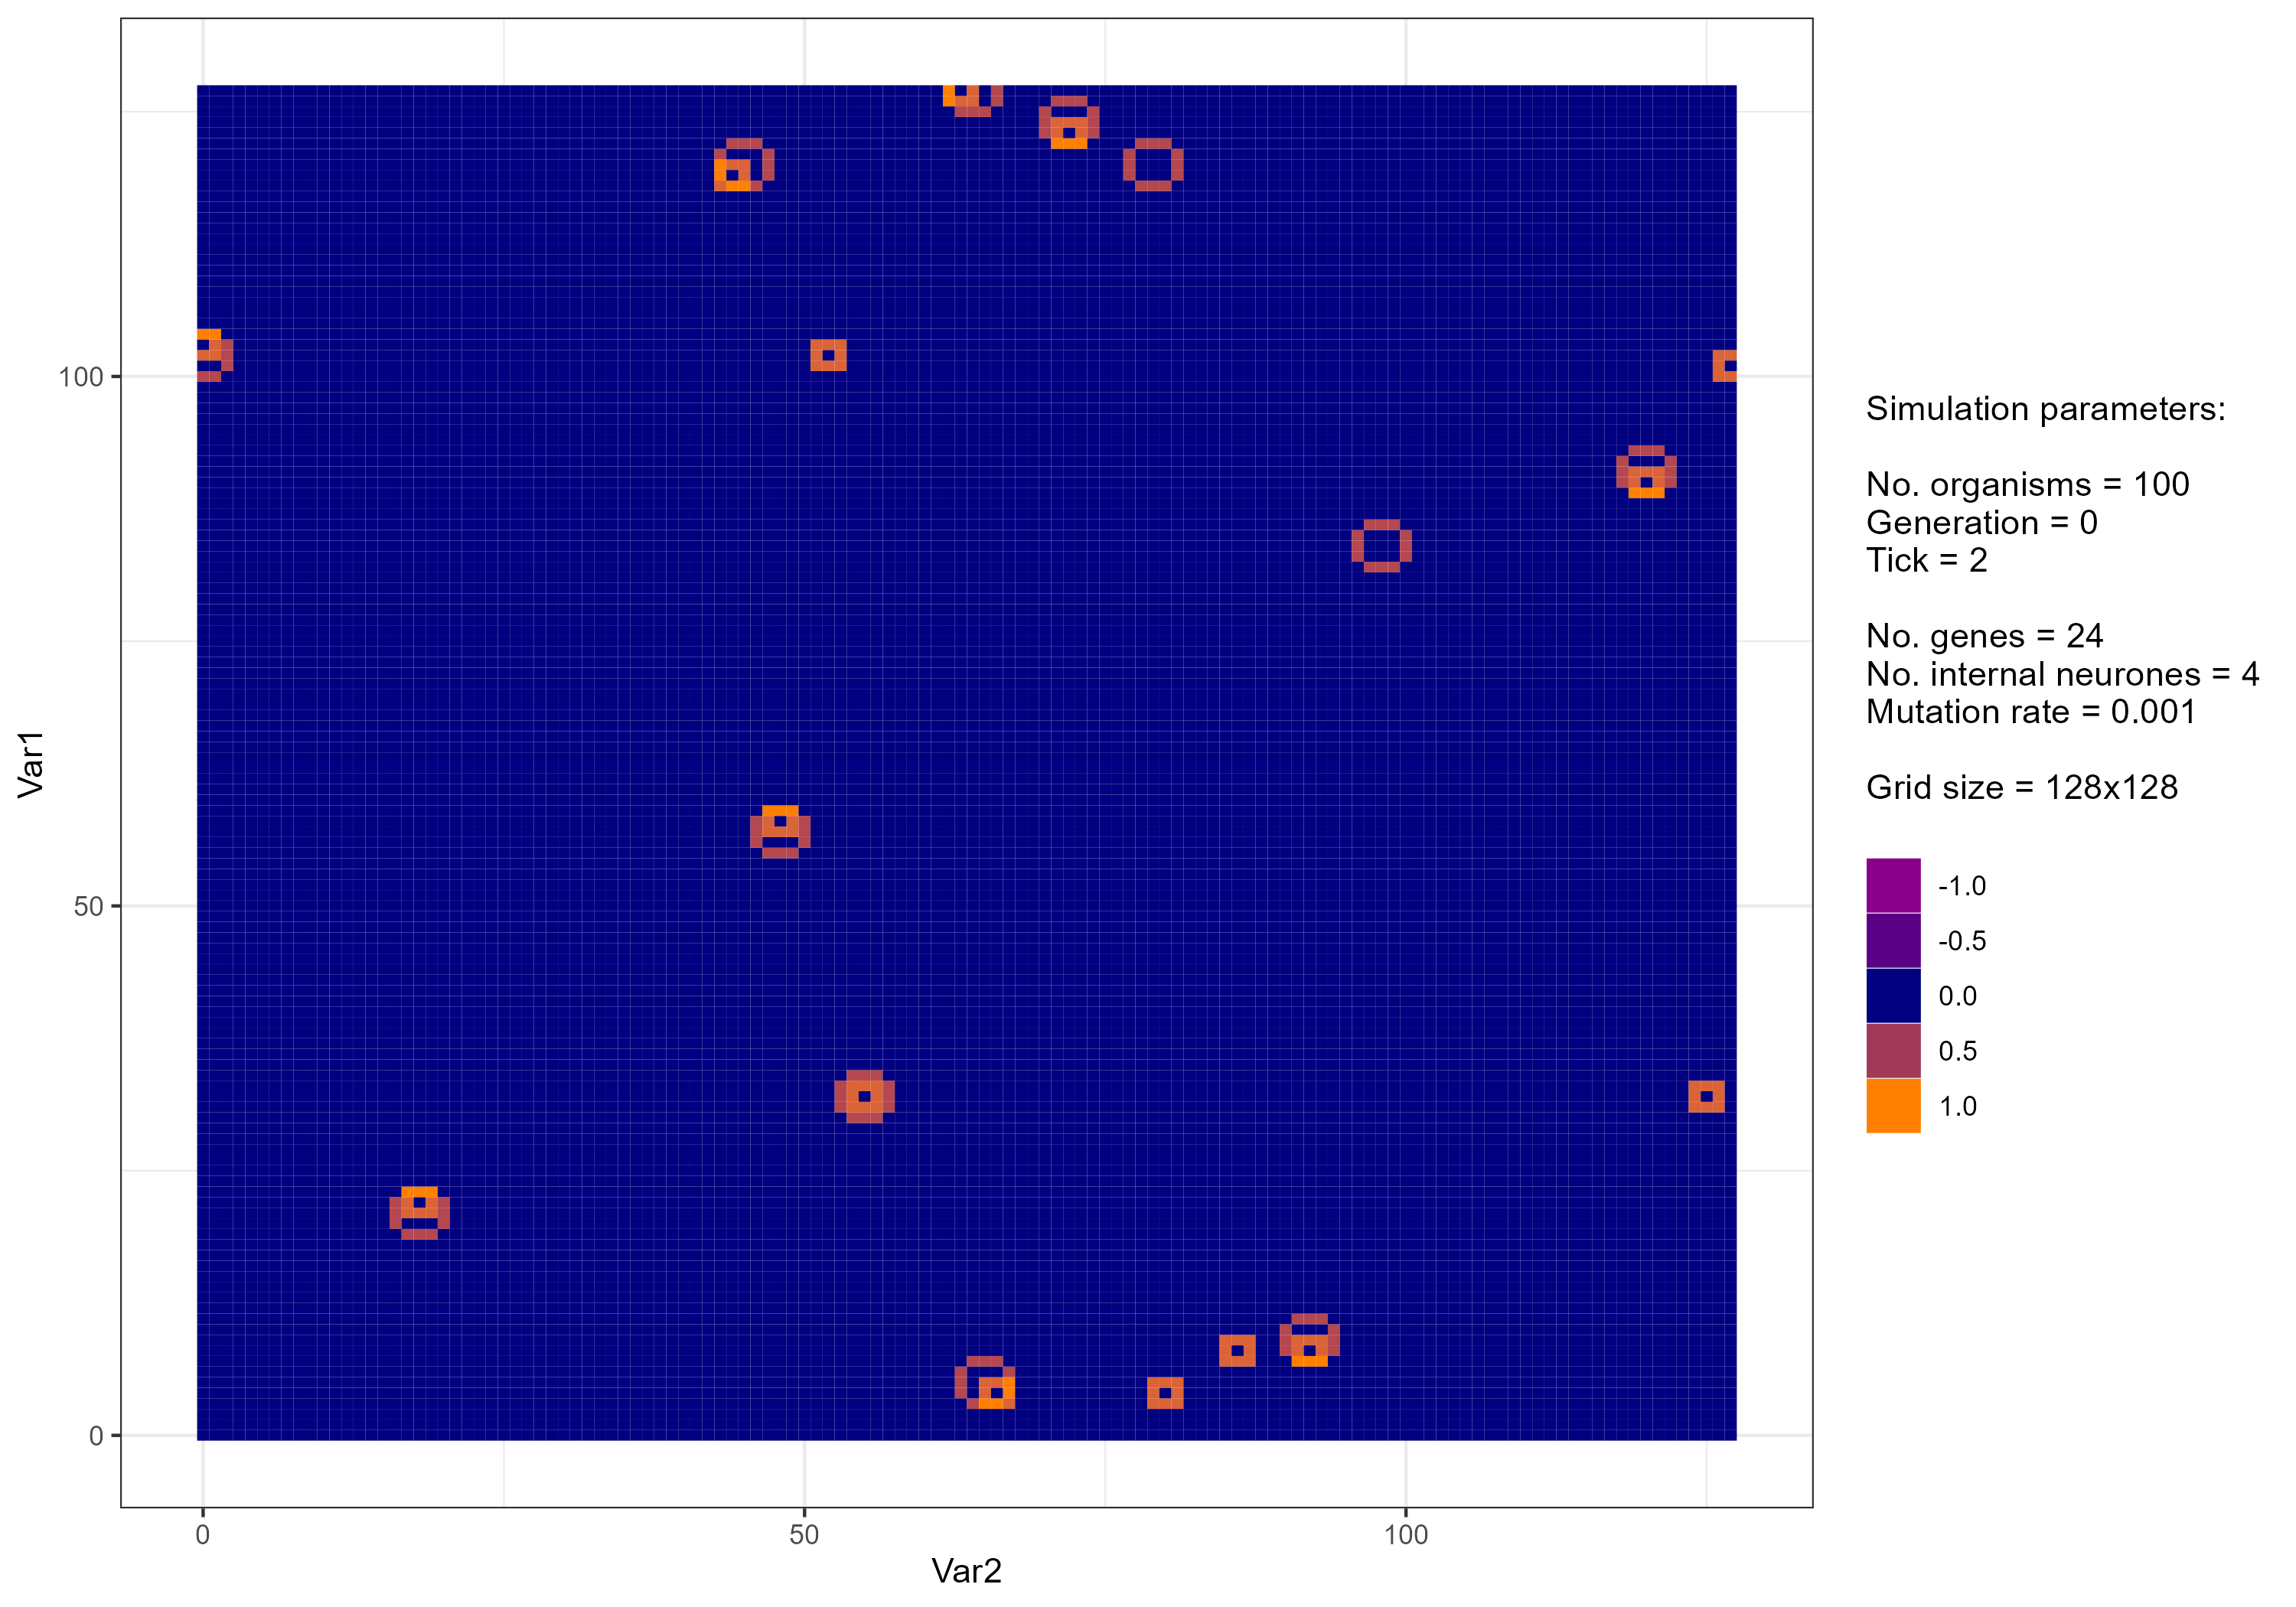 Var1
100
50
0
0
50
100
Var2
Simulation parameters:
No. organisms = 100
Generation = 0
Tick = 2
No. genes = 24
No. internal neurones = 4
Mutation rate = 0.001
Grid size = 128x128
-1.0
-0.5
0.0
0.5
1.0